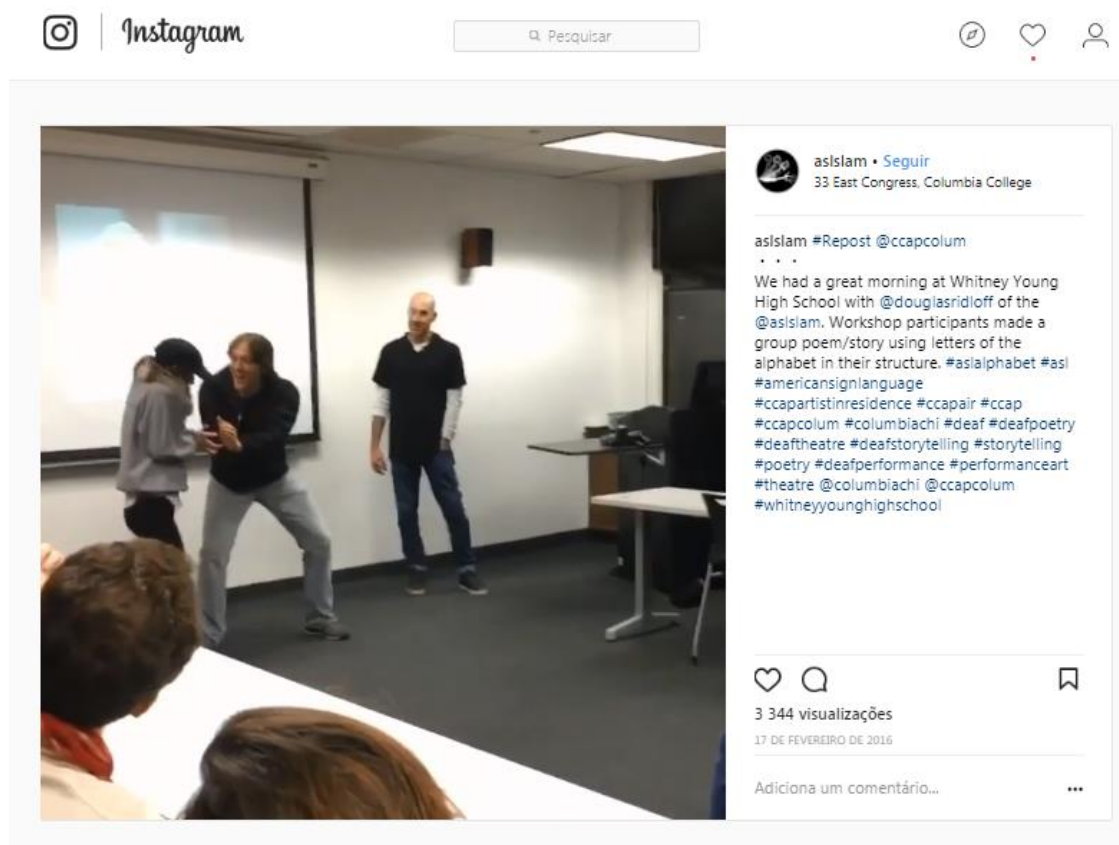 Instagram
Pesquisar
aslslam • Seguir
33 East Congress, Columbia College
aslslam #Repost @ccapcolum
• • •
We had a great morning at Whitney Young
High School with @douglasridloff of the
@aslslam. Workshop participants made a
group poem/story using letters of the
alphabet in their structure. #aslalphabet #asl
#americansignlanguage
#ccapartistinresidence #ccapair #ccap
#ccapcolum #columbiachi #deaf #deafpoetry
#deaftheatre #deafstorytelling #storytelling
#poetry #deafperformance #performanceart
#theatre @columbiachi @ccapcolum
#whitneyyounghighschool
3 344 visualizações
17 DE FEVEREIRO DE 2016
Adiciona um comentário...